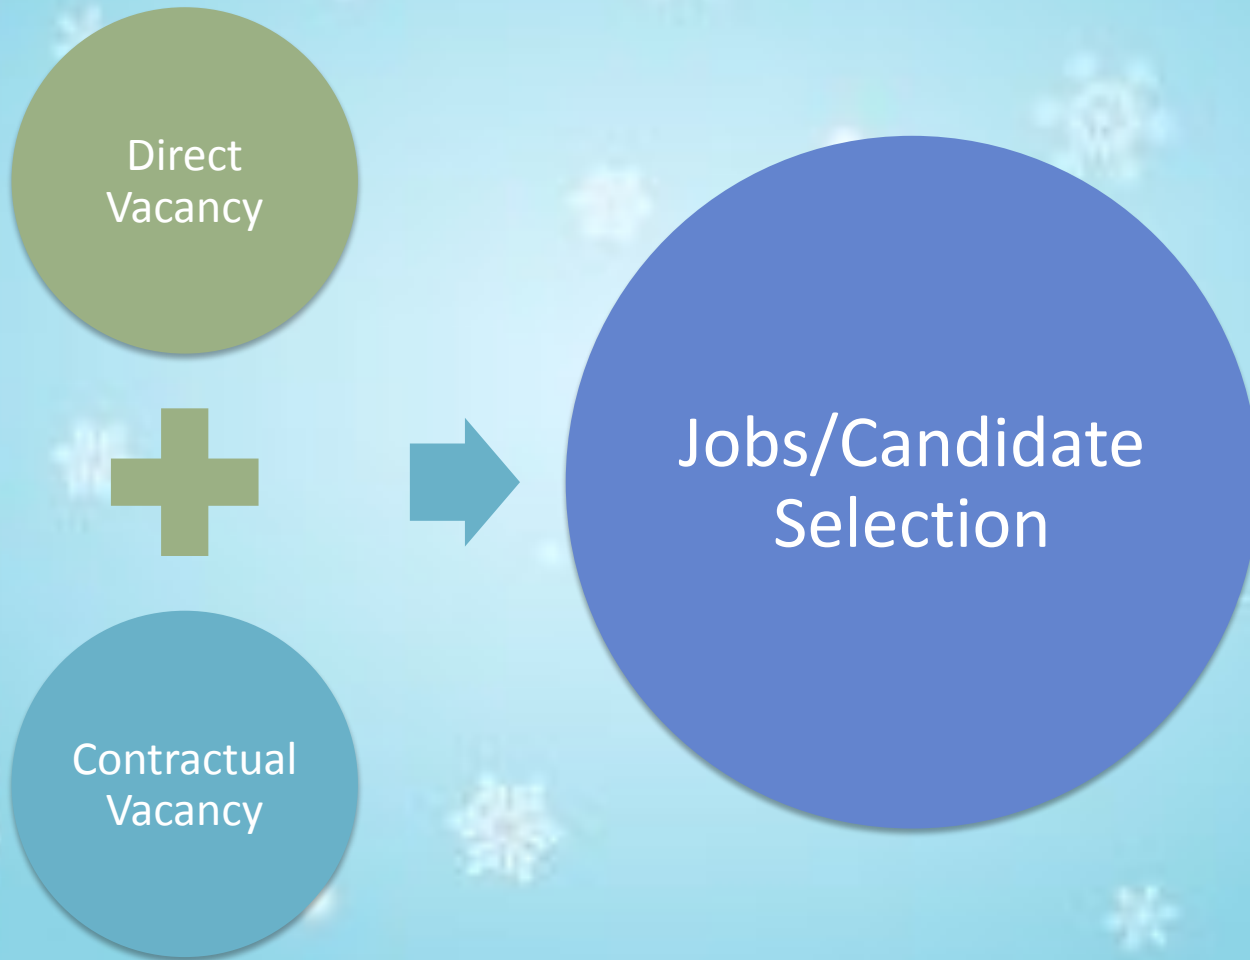 Direct
Vacancy
Contractual
Vacancy
Jobs/Candidate
Selection